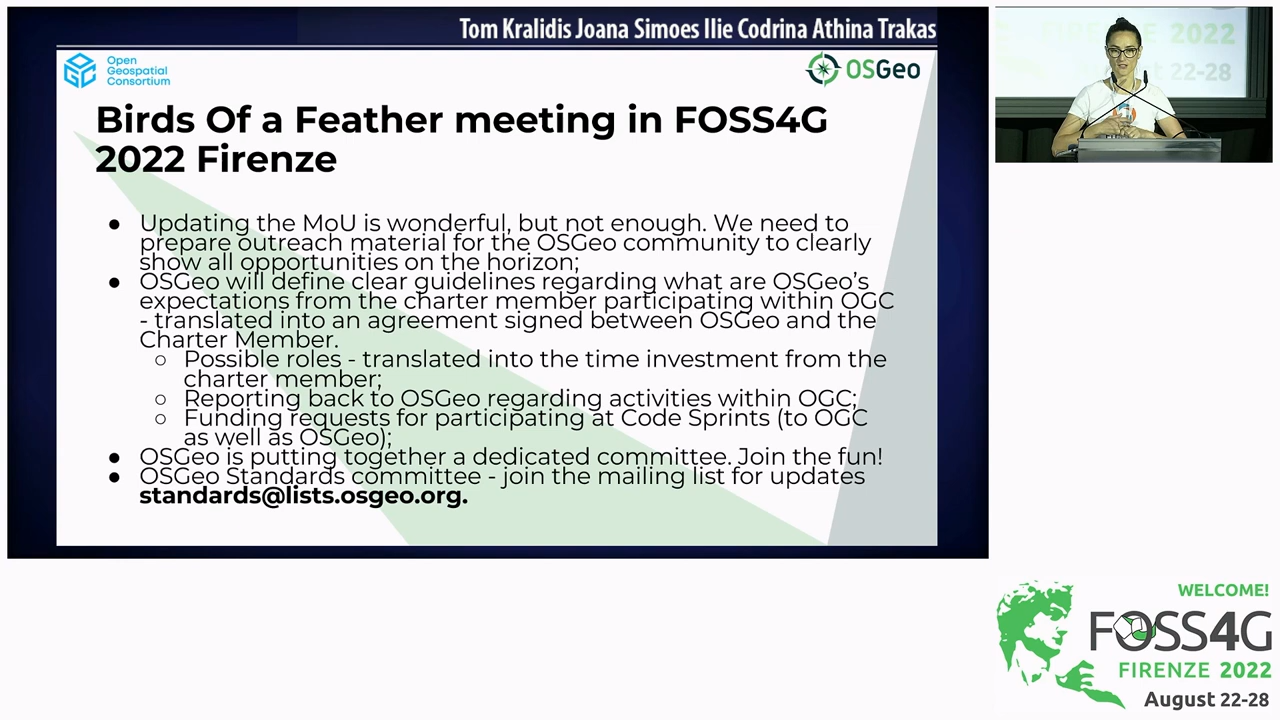 Tom Kralidis Joana Simoes Ilie Codrina Athina Trakas
Open
Geospatial
Consortium
OSGeo
Birds Of a Feather meeting in FOSS4G
2022 Firenze
● Updating the MoU is wonderful, but not enough. We need to
prepare outreach material for the OSGeo community to clearly
show all opportunities on the horizon;
● OSGeo will define clear guidelines regarding what are OSGeo's
expectations from the charter member participating within OGC
- translated into an agreement signed between OSGeo and the
Charter Member.
○ Possible roles - translated into the time investment from the
charter member;
○ Reporting back to OSGeo regarding activities within OGC;
○ Funding requests for participating at Code Sprints (to OGC
as well as OSGeo);
● OSGeo is putting together a dedicated committee. Join the fun!
● OSGeo Standards committee - join the mailing list for updates
standards@lists.osgeo.org.
2022
22-28
WELCOME!
FOSS4G
FIRENZE 2022
August 22-28